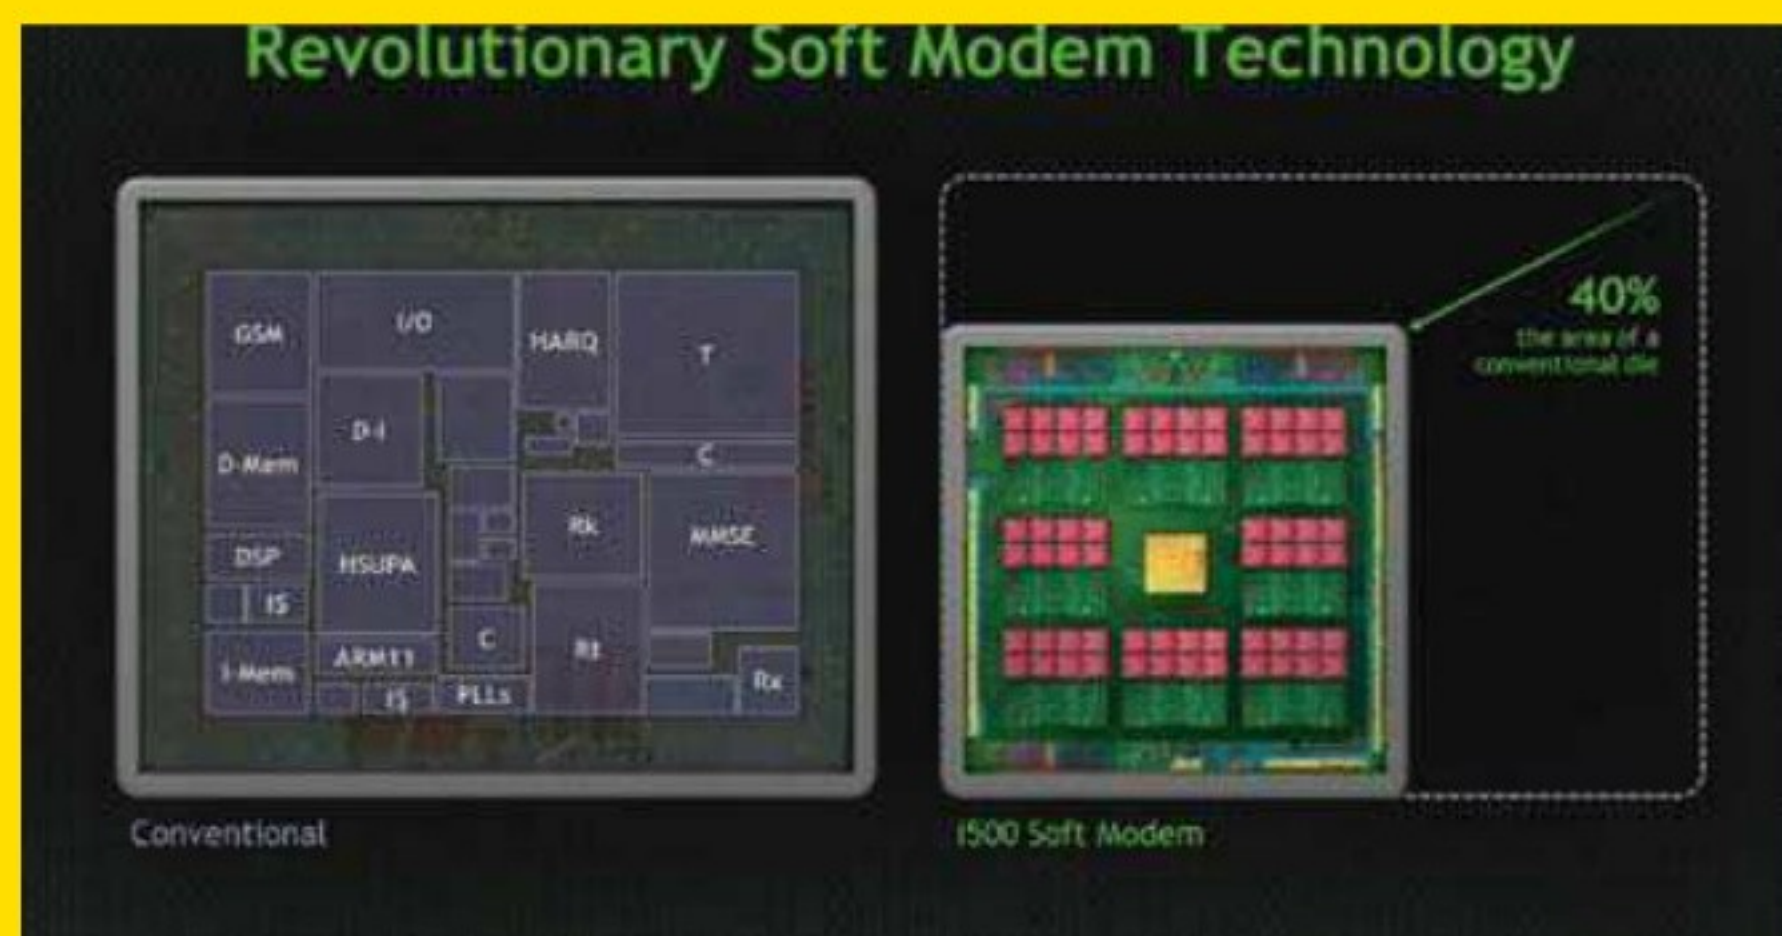 Revolutionary Soft Modem Technology
GSM
I/O
HARQ
T
D-I
D-Mem
C
Rk
MMSE
DSP
HSUPA
IS
C
Rt
ARM11
I-Mem
IS
PLLs
Rx
40%
the area of a
conventional die
Conventional
i500 Soft Modem